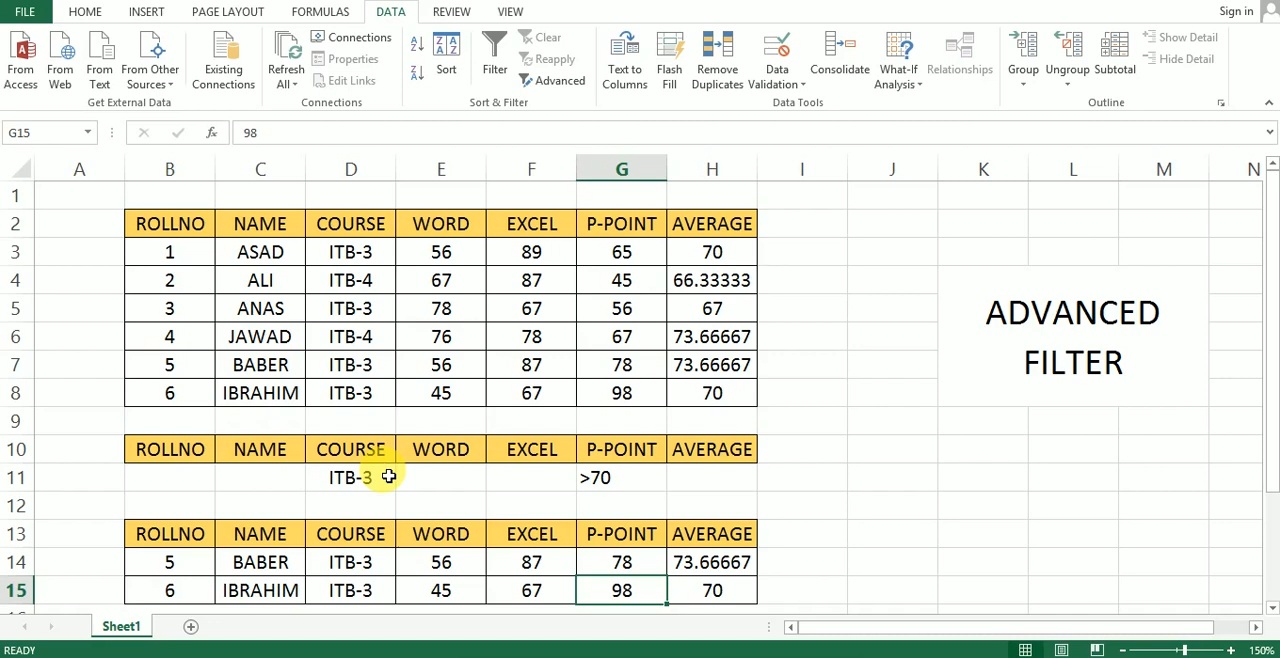 FILE HOME INSERT PAGE LAYOUT FORMULAS DATA REVIEW VIEW Sign in
From Access
From Web
From Text
From Other Sources
Existing Connections
Get External Data
Refresh All
Connections
Properties
Edit Links
Connections
Sort
Filter
Clear
Reapply
Advanced
Sort & Filter
Text to Columns
Flash Fill
Remove Duplicates
Data Validation
Consolidate
What-If Analysis
Relationships
Data Tools
Group
Ungroup
Subtotal
Show Detail
Hide Detail
Outline
G15 fx 98
A B C D E F G H I J K L M N
1
2 ROLLNO NAME COURSE WORD EXCEL P-POINT AVERAGE
3 1 ASAD ITB-3 56 89 65 70
4 2 ALI ITB-4 67 87 45 66.33333
5 3 ANAS ITB-3 78 67 56 67
6 4 JAWAD ITB-4 76 78 67 73.66667
7 5 BABER ITB-3 56 87 78 73.66667
8 6 IBRAHIM ITB-3 45 67 98 70
ADVANCED
FILTER
9
10 ROLLNO NAME COURSE WORD EXCEL P-POINT AVERAGE
11 ITB-3 >70
12
13 ROLLNO NAME COURSE WORD EXCEL P-POINT AVERAGE
14 5 BABER ITB-3 56 87 78 73.66667
15 6 IBRAHIM ITB-3 45 67 98 70
Sheet1
READY 150%